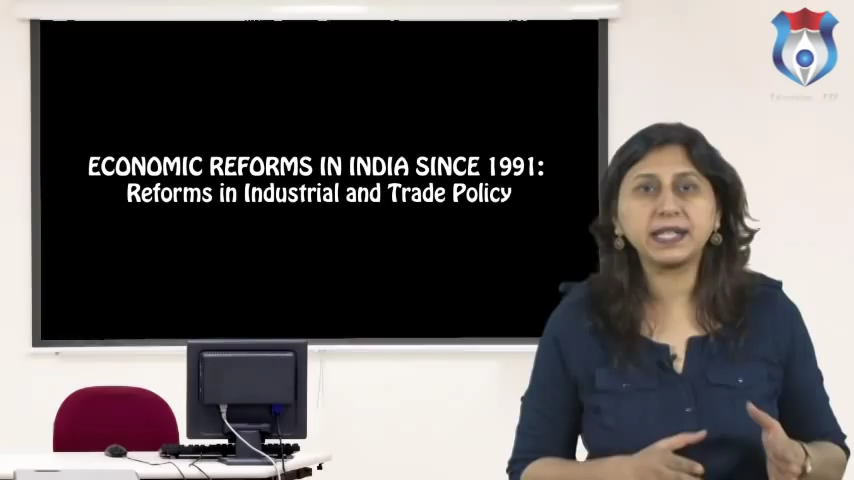 ECONOMIC REFORMS IN INDIA SINCE 1991:
Reforms in Industrial and Trade Policy